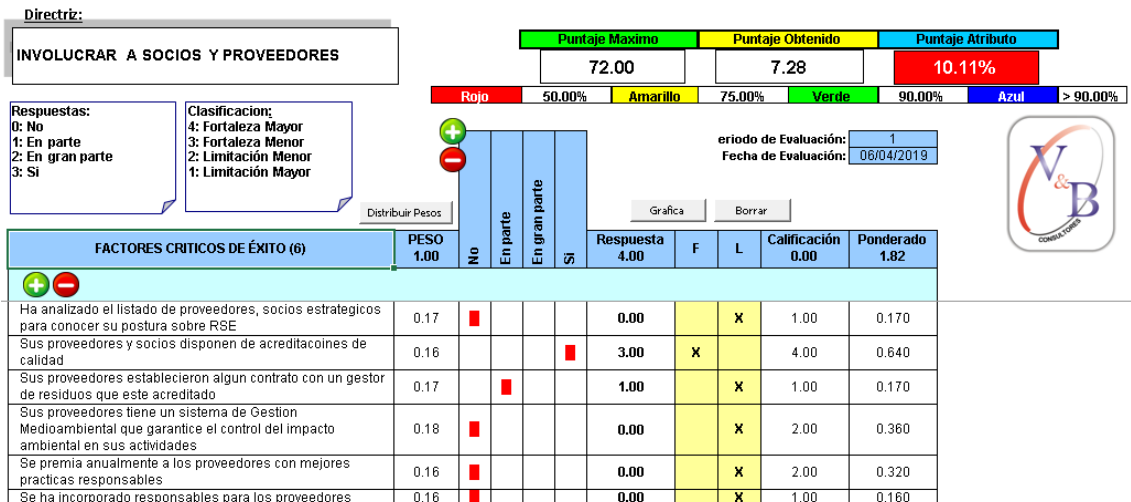 Directriz:
INVOLUCRAR A SOCIOS Y PROVEEDORES
Puntaje Maximo Puntaje Obtenido Puntaje Atributo
72.00 7.28 10.11%
Rojo 50.00% Amarillo 75.00% Verde 90.00% Azul > 90.00%
Respuestas:
0: No
1: En parte
2: En gran parte
3: Si
Clasificacion:
4: Fortaleza Mayor
3: Fortaleza Menor
2: Limitación Menor
1: Limitación Mayor
eriodo de Evaluación: 1
Fecha de Evaluación: 06/04/2019
V&B
CONSULTORES
Distribuir Pesos
Grafica
Borrar
FACTORES CRITICOS DE ÉXITO (6)
PESO
1.00
No
En parte
En gran parte
Si
Respuesta
4.00
F
L
Calificación
0.00
Ponderado
1.82
Ha analizado el listado de proveedores, socios estrategicos
para conocer su postura sobre RSE
0.17 0.00 X 1.00 0.170
Sus proveedores y socios disponen de acreditacoines de
calidad
0.16 3.00 X 4.00 0.640
Sus proveedores establecieron algun contrato con un gestor
de residuos que este acreditado
0.17 1.00 X 1.00 0.170
Sus proveedores tiene un sistema de Gestion
Medioambiental que garantice el control del impacto
ambiental en sus actividades
0.18 0.00 X 2.00 0.360
Se premia anualmente a los proveedores con mejores
practicas responsables
0.16 0.00 X 2.00 0.320
Se ha incorporado responsables para los proveedores
0.16 0.00 X 1.00 0.160